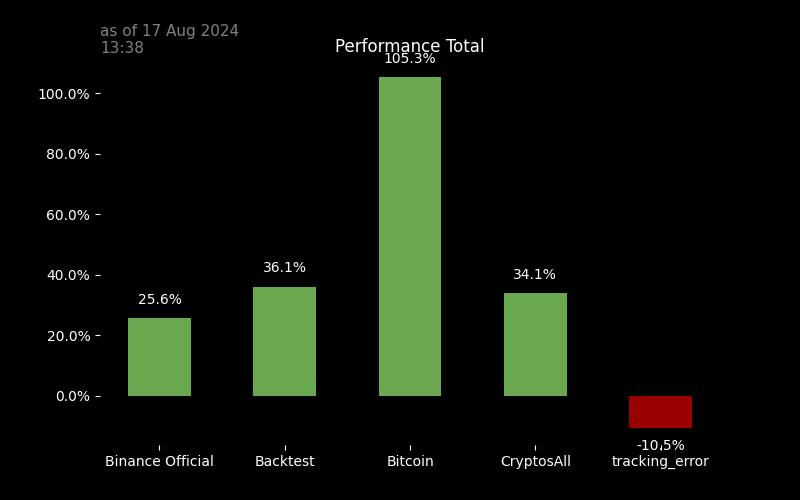 as of 17 Aug 2024
13:38
Performance Total
105.3%
100.0%
80.0%
60.0%
40.0%
20.0%
0.0%
25.6%
36.1%
34.1%
-10.5%
Binance Official
Backtest
Bitcoin
CryptosAll
tracking_error